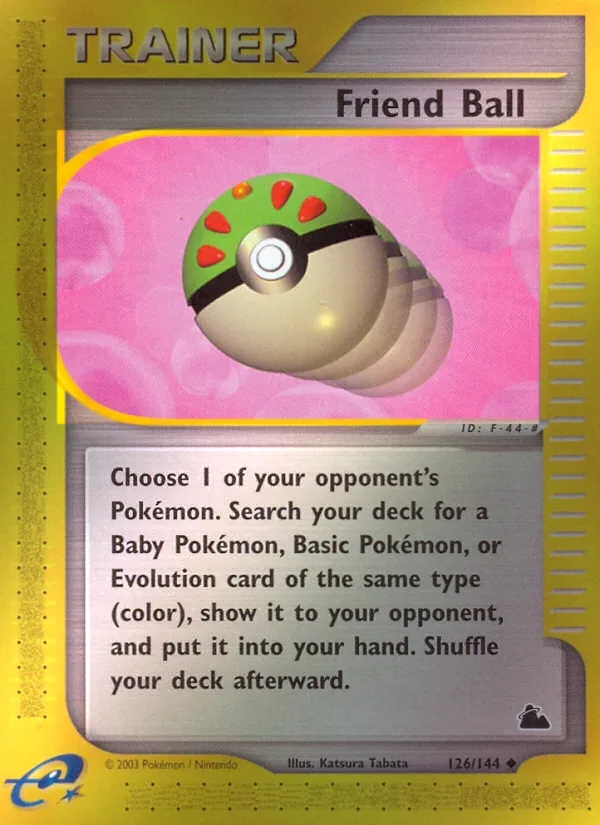 TRAINER
Friend Ball
ID: F-44-#
Choose 1 of your opponent's
Pokémon. Search your deck for a
Baby Pokémon, Basic Pokémon, or
Evolution card of the same type
(color), show it to your opponent,
and put it into your hand. Shuffle
your deck afterward.
© 2003 Pokémon / Nintendo
Illus. Katsura Tabata
126/144 ◆
e